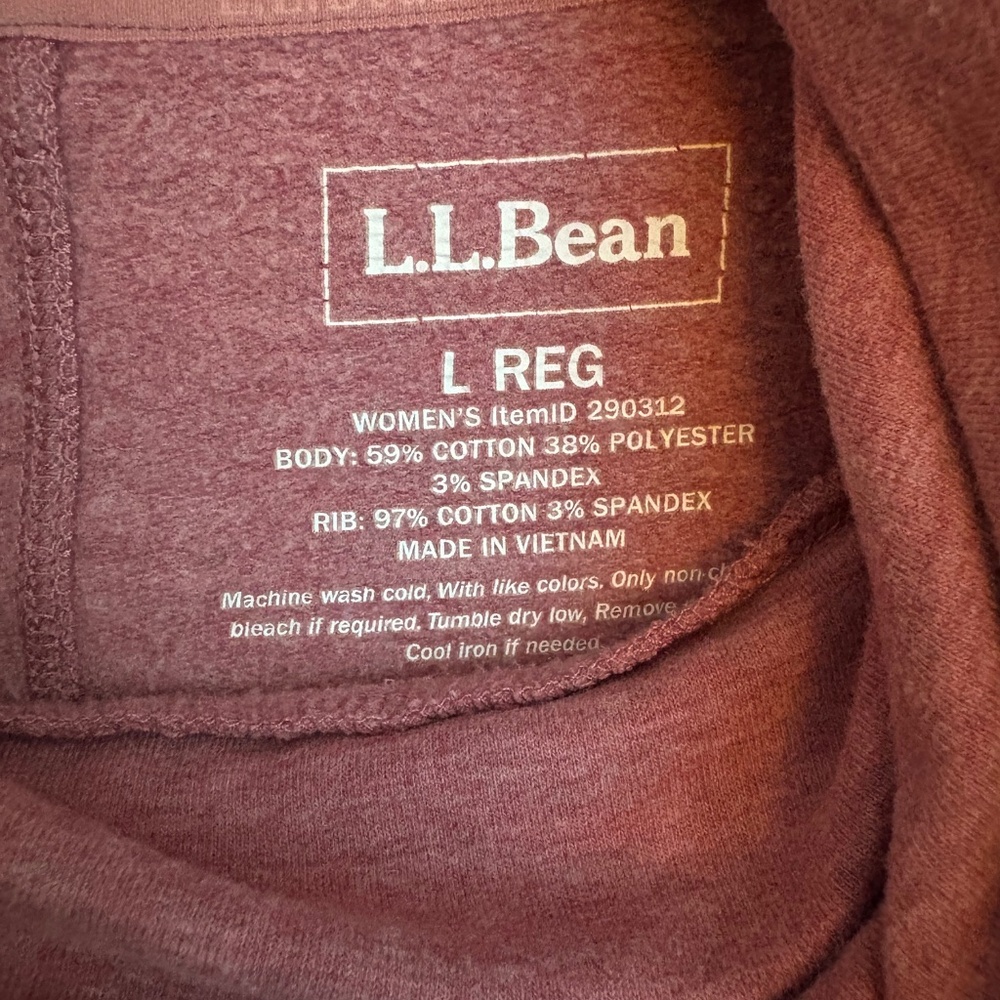 L.L.Bean
L REG
WOMEN'S ItemID 290312
BODY: 59% COTTON 38% POLYESTER
3% SPANDEX
RIB: 97% COTTON 3% SPANDEX
MADE IN VIETNAM
Machine wash cold, With like colors. Only
bleach if required. Tumble dry low, Remove
Cool iron if needed.